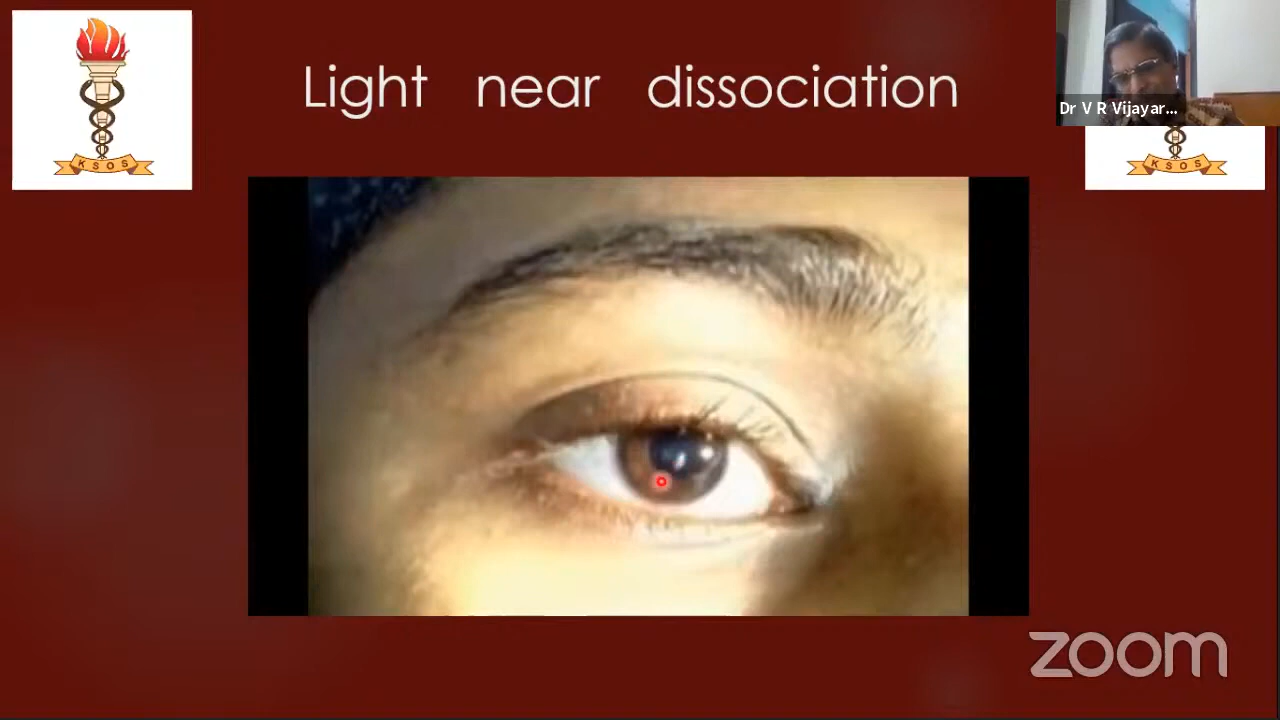 Light near dissociation
Dr V R Vijayar...
K S O S
K S O S
zoom